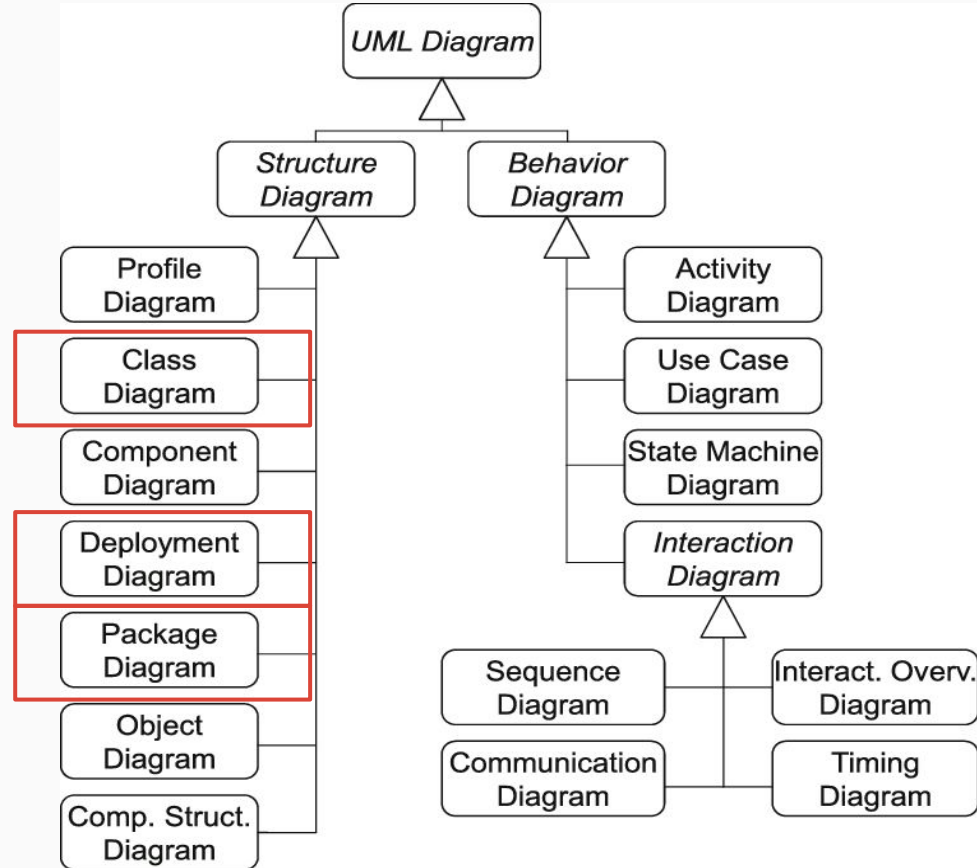 UML Diagram
Structure
Diagram
Behavior
Diagram
Profile
Diagram
Class
Diagram
Component
Diagram
Deployment
Diagram
Package
Diagram
Object
Diagram
Comp. Struct.
Diagram
Activity
Diagram
Use Case
Diagram
State Machine
Diagram
Interaction
Diagram
Sequence
Diagram
Interact. Overv.
Diagram
Communication
Diagram
Timing
Diagram